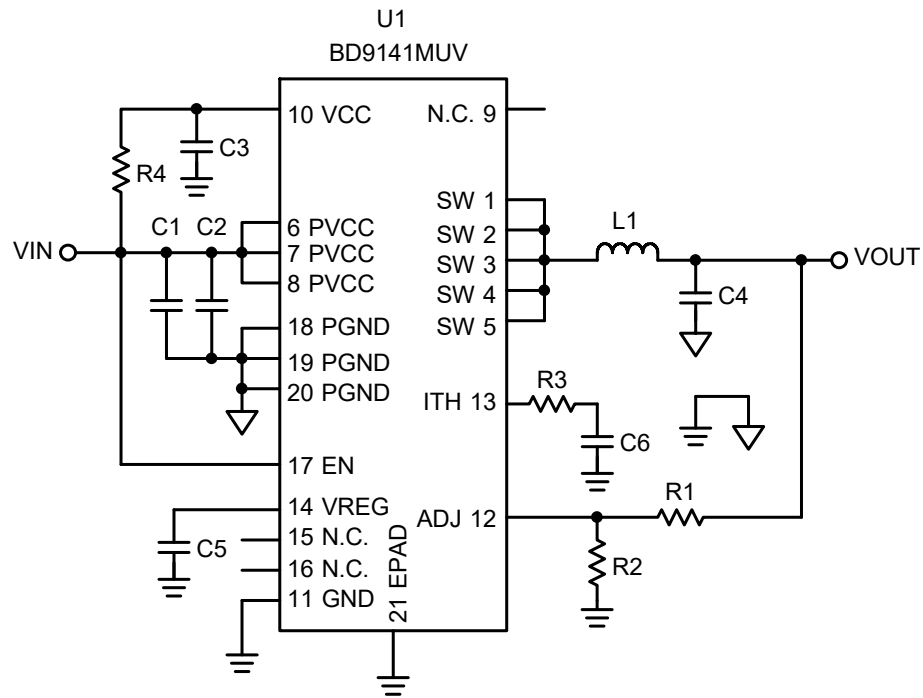 U1
BD9141MUV
10 VCC
N.C. 9
C3
R4
SW 1
C1
C2
6 PVCC
SW 2
L1
VIN
7 PVCC
SW 3
VOUT
8 PVCC
SW 4
C4
18 PGND
SW 5
19 PGND
20 PGND
ITH 13
R3
C6
17 EN
14 VREG
ADJ 12
R1
C5
15 N.C.
16 N.C.
R2
11 GND
21 EPAD